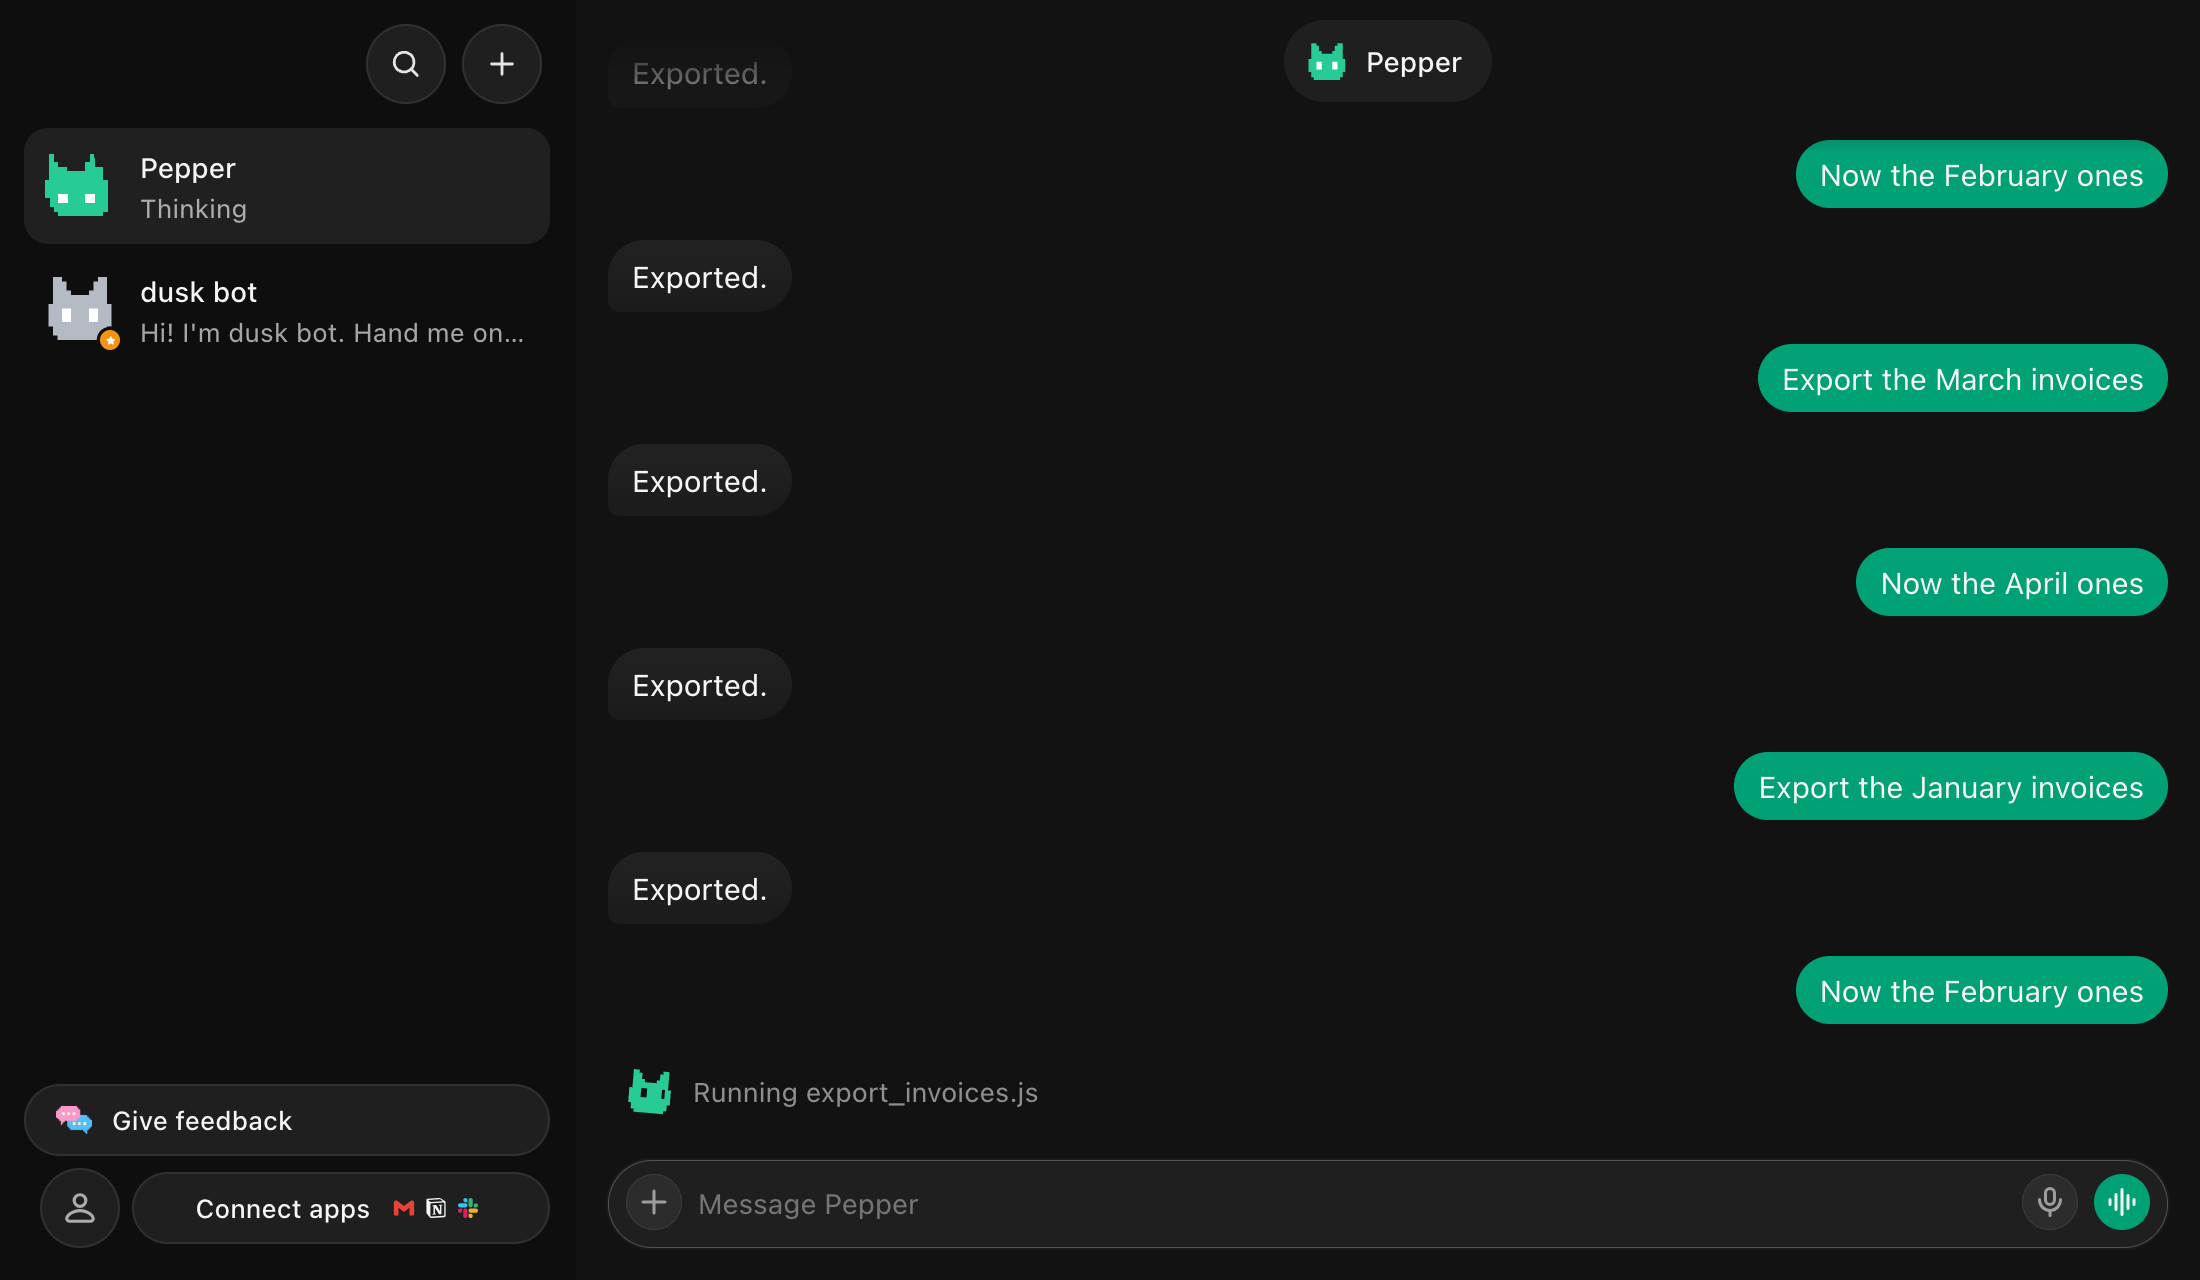 Pepper
Thinking
dusk bot
Hi! I'm dusk bot. Hand me on...
Give feedback
Connect apps
Pepper
Exported.
Now the February ones
Exported.
Export the March invoices
Exported.
Now the April ones
Exported.
Export the January invoices
Exported.
Now the February ones
Running export_invoices.js
Message Pepper